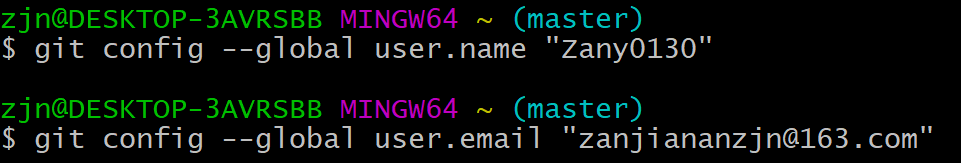 zjn@DESKTOP-3AVRSBB MINGW64 ~ (master)
$ git config --global user.name "Zany0130"
zjn@DESKTOP-3AVRSBB MINGW64 ~ (master)
$ git config --global user.email "zanjiananzjn@163.com"